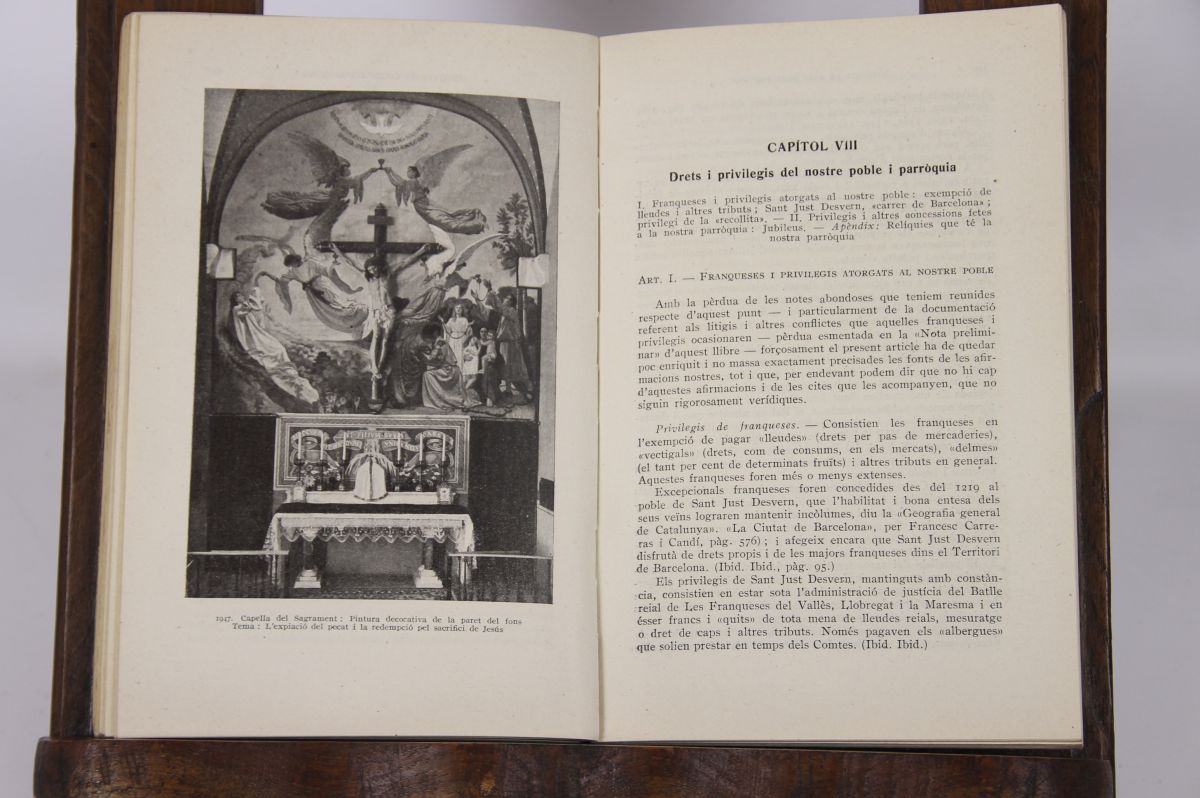 1947. Capella del Sagrament : Pintura decorativa de la paret del fons
Tema : L'expiació del pecat i la redempció pel sacrifici de Jesús
CAPÍTOL VIII
Drets i privilegis del nostre poble i parròquia
I. Franqueses i privilegis atorgats al nostre poble : exempció de
lleudes i altres tributs ; Sant Just Desvern, «carrer de Barcelona» ;
privilegi de la «recollita». — II. Privilegis i altres concessions fetes
a la nostra parròquia : Jubileus. — Apèndix : Relíquies que té la
nostra parròquia
ART. I. — FRANQUESES I PRIVILEGIS ATORGATS AL NOSTRE POBLE
Amb la pèrdua de les notes abondoses que teniem reunides
respecte d'aquest punt — i particularment de la documentació
referent als litigis i altres conflictes que aquelles franqueses i
privilegis ocasionaren — pèrdua esmentada en la «Nota prelimi-
nar» d'aquest llibre — forçosament el present article ha de quedar
poc enriquit i no massa exactament precisades les fonts de les afir-
macions nostres, tot i que, per endevant podem dir que no hi cap
d'aquestes afirmacions i de les cites que les acompanyen, que no
siguin rigorosament verídiques.
Privilegis de franqueses. — Consistien les franqueses en
l'exempció de pagar «lleudes» (drets per pas de mercaderies),
«vectigals» (drets, com de consums, en els mercats), «delmes»
(el tant per cent de determinats fruïts) i altres tributs en general.
Aquestes franqueses foren més o menys extenses.
Excepcionals franqueses foren concedides des del 1219 al
poble de Sant Just Desvern, que l'habilitat i bona entesa dels
seus veïns lograren mantenir incòlumes, diu la «Geografia general
de Catalunya». «La Ciutat de Barcelona», per Francesc Carre-
ras i Candí, pàg. 576) ; i afegeix encara que Sant Just Desvern
disfrutà de drets propis i de les majors franqueses dins el Territori
de Barcelona. (Ibid. Ibid., pàg. 95.)
Els privilegis de Sant Just Desvern, mantinguts amb constàn-
cia, consistien en estar sota l'administració de justícia del Batlle
reial de Les Franqueses del Vallès, Llobregat i la Maresma i en
ésser francs i «quits» de tota mena de lleudes reials, mesuratge
o dret de caps i altres tributs. Només pagaven els «albergues»
que solien prestar en temps dels Comtes. (Ibid. Ibid.)